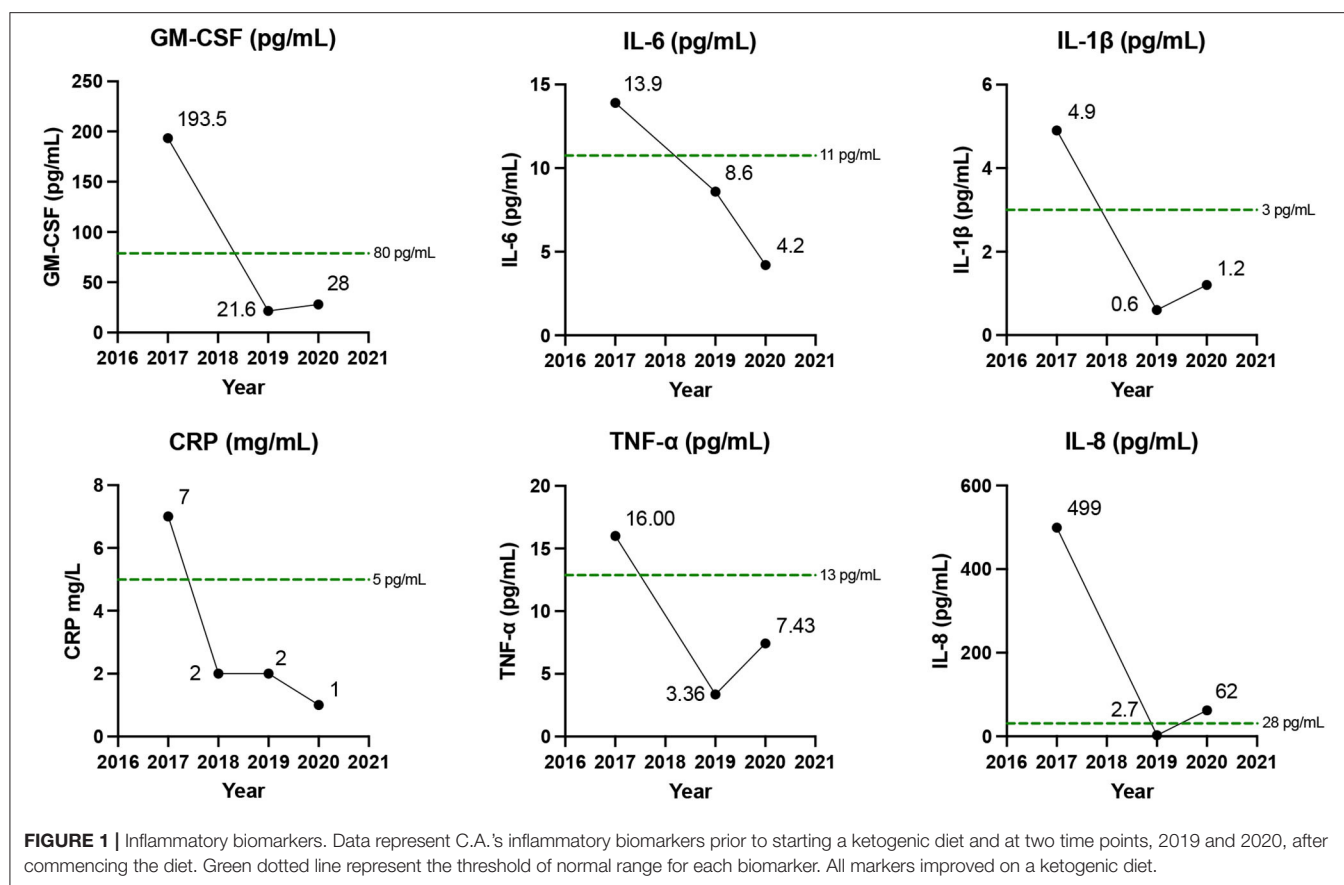 GM-CSF (pg/mL)
GM-CSF (pg/mL)
250
200
150
100
50
0
193.5
21.6
28
80 pg/mL
2016 2017 2018 2019 2020 2021
Year
IL-6 (pg/mL)
IL-6 (pg/mL)
15
10
5
0
13.9
8.6
4.2
11 pg/mL
2016 2017 2018 2019 2020 2021
Year
IL-1β (pg/mL)
IL-1β (pg/mL)
6
4
2
0
4.9
0.6
1.2
3 pg/mL
2016 2017 2018 2019 2020 2021
Year
CRP (mg/mL)
CRP mg/L
8
6
4
2
0
7
2
2
1
5 pg/mL
2016 2017 2018 2019 2020 2021
Year
TNF-α (pg/mL)
TNF-α (pg/mL)
20
15
10
5
0
16.00
3.36
7.43
13 pg/mL
2016 2017 2018 2019 2020 2021
Year
IL-8 (pg/mL)
IL-8 (pg/mL)
600
400
200
0
499
2.7
62
28 pg/mL
2016 2017 2018 2019 2020 2021
Year
FIGURE 1 | Inflammatory biomarkers. Data represent C.A.'s inflammatory biomarkers prior to starting a ketogenic diet and at two time points, 2019 and 2020, after
commencing the diet. Green dotted line represent the threshold of normal range for each biomarker. All markers improved on a ketogenic diet.